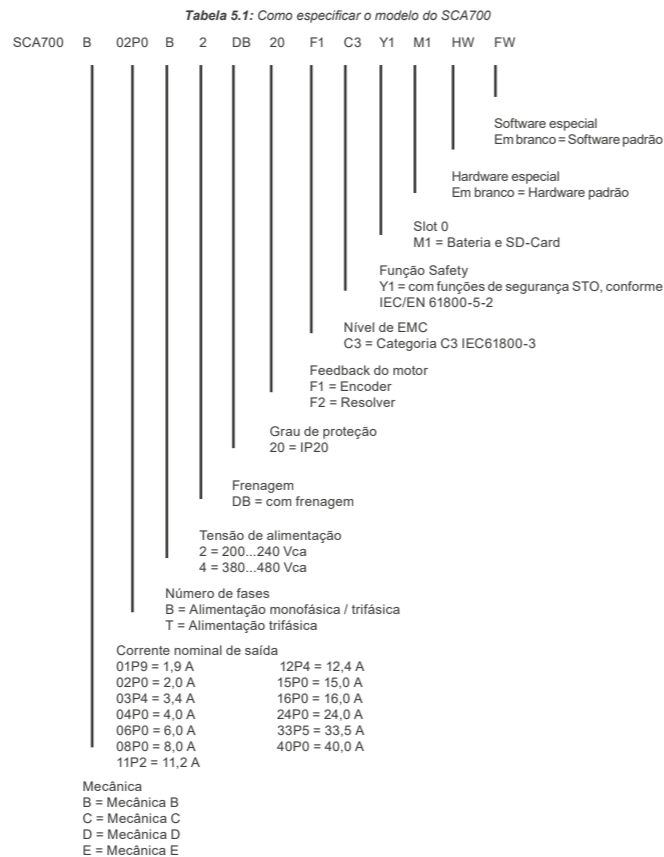 Tabela 5.1: Como especificar o modelo do SCA700
SCA700 B 02P0 B 2 DB 20 F1 C3 Y1 M1 HW FW
Software especial
Em branco = Software padrão
Hardware especial
Em branco = Hardware padrão
Slot 0
M1 = Bateria e SD-Card
Função Safety
Y1 = com funções de segurança STO, conforme
IEC/EN 61800-5-2
Nível de EMC
C3 = Categoria C3 IEC61800-3
Feedback do motor
F1 = Encoder
F2 = Resolver
Grau de proteção
20 = IP20
Frenagem
DB = com frenagem
Tensão de alimentação
2 = 200...240 Vca
4 = 380...480 Vca
Número de fases
B = Alimentação monofásica / trifásica
T = Alimentação trifásica
Corrente nominal de saída
01P9 = 1,9 A 12P4 = 12,4 A
02P0 = 2,0 A 15P0 = 15,0 A
03P4 = 3,4 A 16P0 = 16,0 A
04P0 = 4,0 A 24P0 = 24,0 A
06P0 = 6,0 A 33P5 = 33,5 A
08P0 = 8,0 A 40P0 = 40,0 A
11P2 = 11,2 A
Mecânica
B = Mecânica B
C = Mecânica C
D = Mecânica D
E = Mecânica E